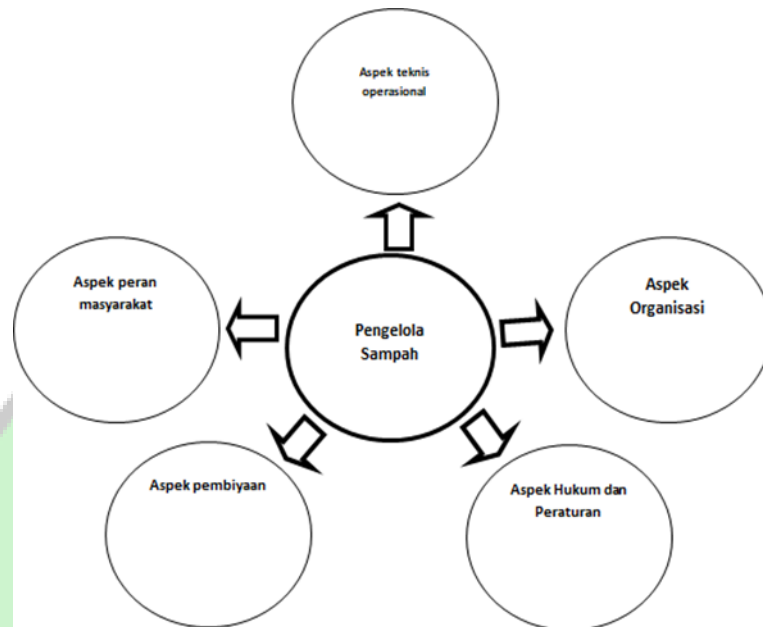 Aspek teknis
operasional
Aspek peran
masyarakat
Pengelola
Sampah
Aspek
Organisasi
Aspek pembiyaan
Aspek Hukum dan
Peraturan